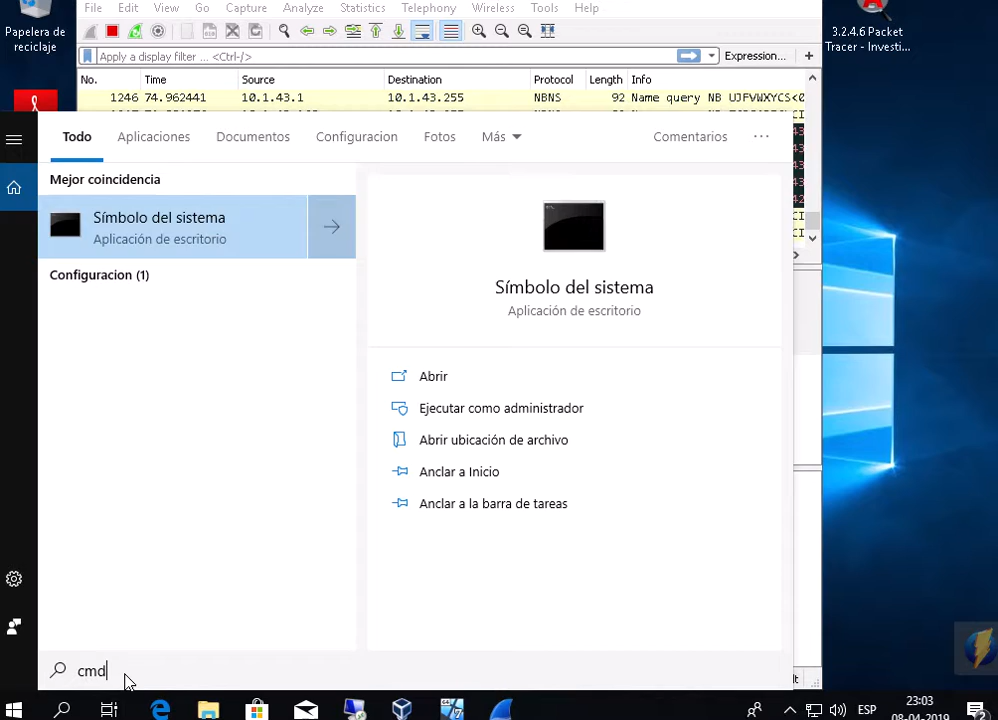 File Edit View Go Capture Analyze Statistics Telephony Wireless Tools Help
Papelera de
reciclaje
3.2.4.6 Packet
Tracer - Investi...
Apply a display filter ... <Ctrl-/>
Expression... +
No. Time Source Destination Protocol Length Info
1246 74.962441 10.1.43.1 10.1.43.255 NBNS 92 Name query NB UJFVWXYCS<0
Todo Aplicaciones Documentos Configuracion Fotos Más Comentarios ...
Mejor coincidencia
Símbolo del sistema
Aplicación de escritorio
Configuracion (1)
Símbolo del sistema
Aplicación de escritorio
Abrir
Ejecutar como administrador
Abrir ubicación de archivo
Anclar a Inicio
Anclar a la barra de tareas
cmd
ESP
23:03
08-04-2019